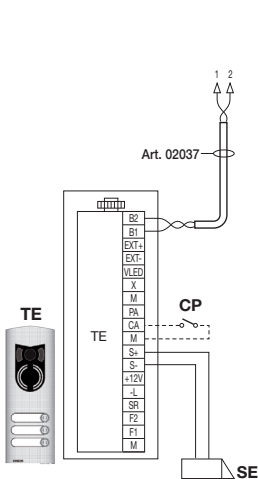 1 2
Art. 02037
B2
B1
EXT+
EXT-
VLED
X
M
PA
CA
M
S+
S-
+12V
-L
SR
F2
F1
M
TE
TE
CP
SE